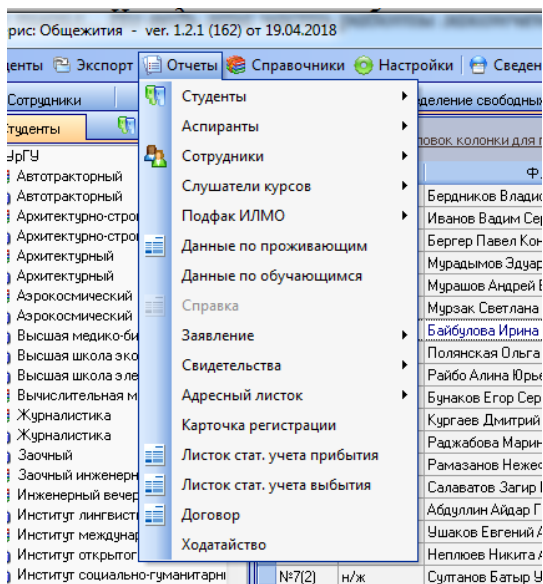 рис: Общежития - ver. 1.2.1 (162) от 19.04.2018
денты Экспорт Отчеты Справочники Настройки Сведен
Сотрудники
деление свободных
Студенты
Студенты
Аспиранты
Сотрудники
Слушатели курсов
Подфак ИЛМО
Данные по проживающим
Данные по обучающимся
Справка
Заявление
Свидетельства
Адресный листок
Карточка регистрации
Листок стат. учета прибытия
Листок стат. учета выбытия
Договор
Ходатайство
УрГУ
Автотракторный
Автотракторный
Архитектурно-строи
Архитектурно-строи
Архитектурный
Архитектурный
Аэрокосмический
Аэрокосмический
Высшая медико-би
Высшая школа эко
Высшая школа эле
Вычислительная м
Журналистика
Журналистика
Заочный
Заочный инженерн
Инженерный вечер
Институт лингвист
Институт междунар
Институт открытог
Институт социально-гуманитарн
ловок колонки для г
Ф.
Бердников Владис
Иванов Вадим Сер
Бергер Павел Кон
Мурадымов Эдуар
Мурашов Андрей В
Мурзак Светлана
Байбулова Ирина
Полянская Ольга
Райбо Алина Юрье
Бунаков Егор Сер
Кургаев Дмитрий
Раджабова Марин
Рамазанов Нежеф
Салаватов Загир
Абдуллин Айдар Г
Ушаков Евгений А
Неплюев Никита А
№7(2) н/ж Султанов Батыр У